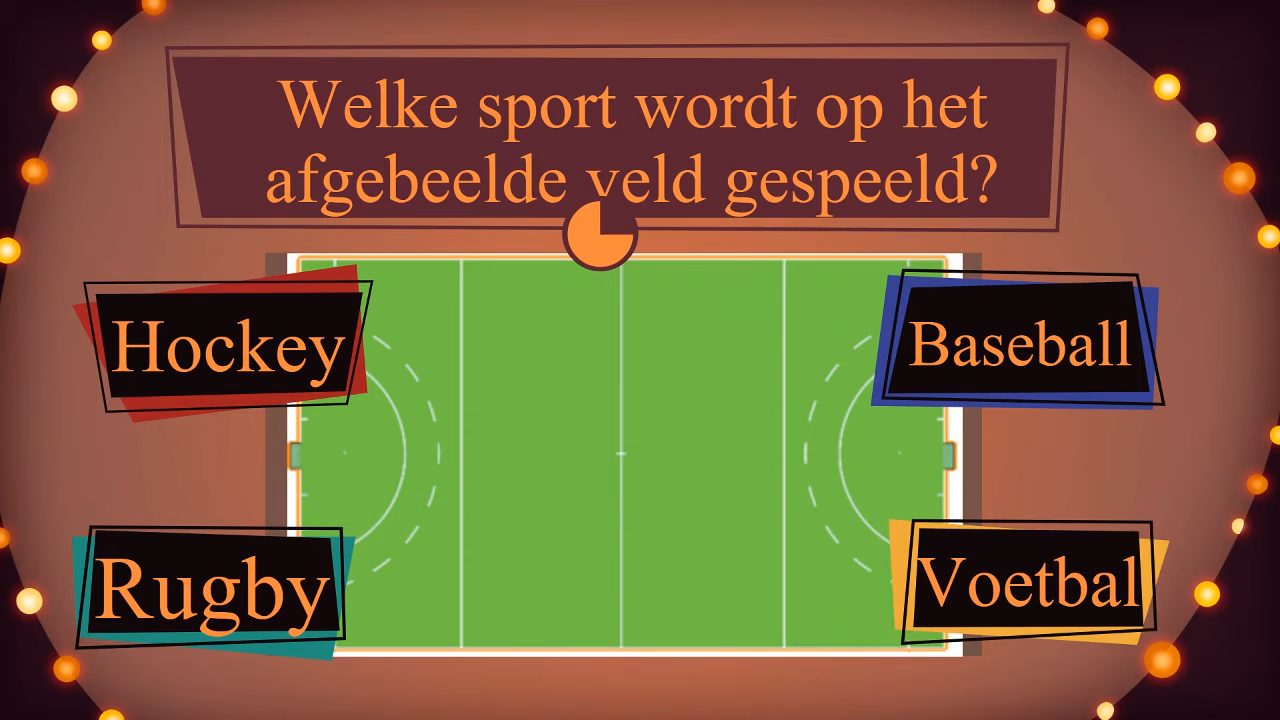 Welke sport wordt op het
afgebeelde veld gespeeld?
Hockey
Baseball
Rugby
Voetbal